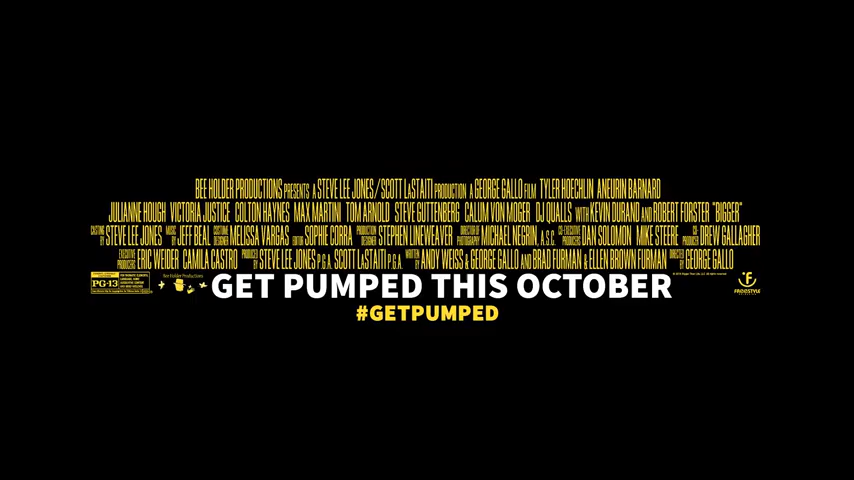 BEE HOLDER PRODUCTIONS PRESENTS A STEVE LEE JONES/SCOTT LASTAITI PRODUCTION A GEORGE GALLO FILM TYLER HOECHLIN ANEURIN BARNARD
JULIANNE HOUGH VICTORIA JUSTICE COLTON HAYNES MAX MARTINI TOM ARNOLD STEVE GUTTENBERG CALUM VON MOGER DJ QUALLS WITH KEVIN DURAND AND ROBERT FORSTER "BIGGER"
CASTING BY STEVE LEE JONES MUSIC BY JEFF BEAL COSTUME DESIGNER MELISSA VARGAS EDITOR SOPHIE CORRA PRODUCTION DESIGNER STEPHEN LINEWEAVER DIRECTOR OF PHOTOGRAPHY MICHAEL NEGRIN, A.S.C. CO-EXECUTIVE PRODUCERS DAN SOLOMON MIKE STEERE CO-PRODUCER DREW GALLAGHER
EXECUTIVE PRODUCERS ERIC WEIDER CAMILA CASTRO PRODUCED BY STEVE LEE JONES P.G.A. SCOTT LASTAITI P.G.A. WRITTEN BY ANDY WEISS & GEORGE GALLO AND BRAD FURMAN & ELLEN BROWN FURMAN DIRECTED BY GEORGE GALLO
PG-13
Bee Holder Productions
GET PUMPED THIS OCTOBER
FREESTYLE
#GETPUMPED